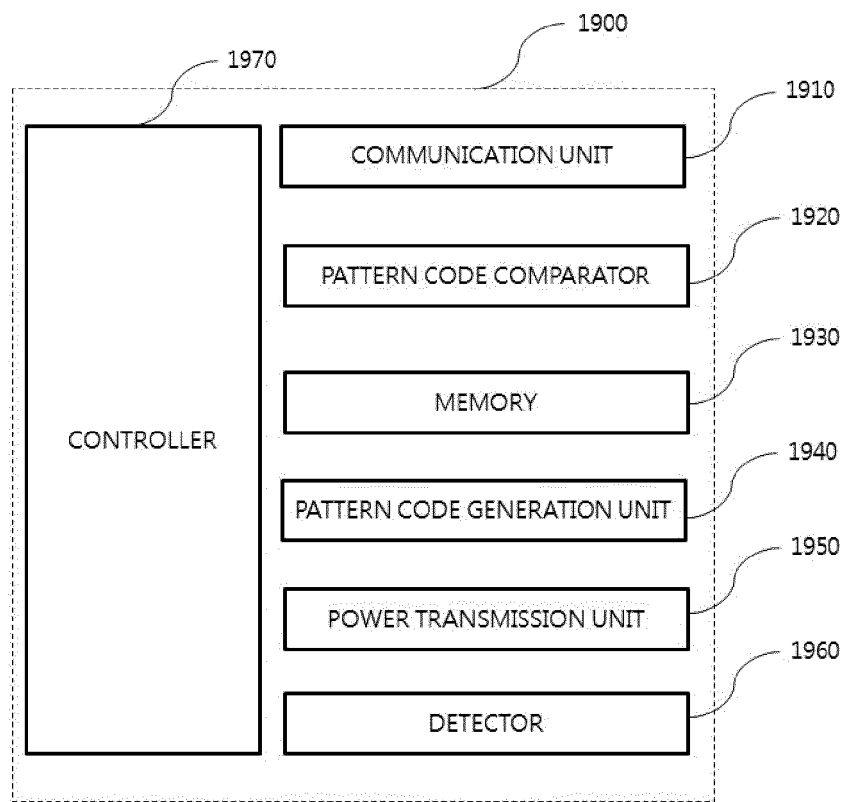 1900
1970
1910
COMMUNICATION UNIT
1920
PATTERN CODE COMPARATOR
1930
MEMORY
CONTROLLER
1940
PATTERN CODE GENERATION UNIT
1950
POWER TRANSMISSION UNIT
1960
DETECTOR